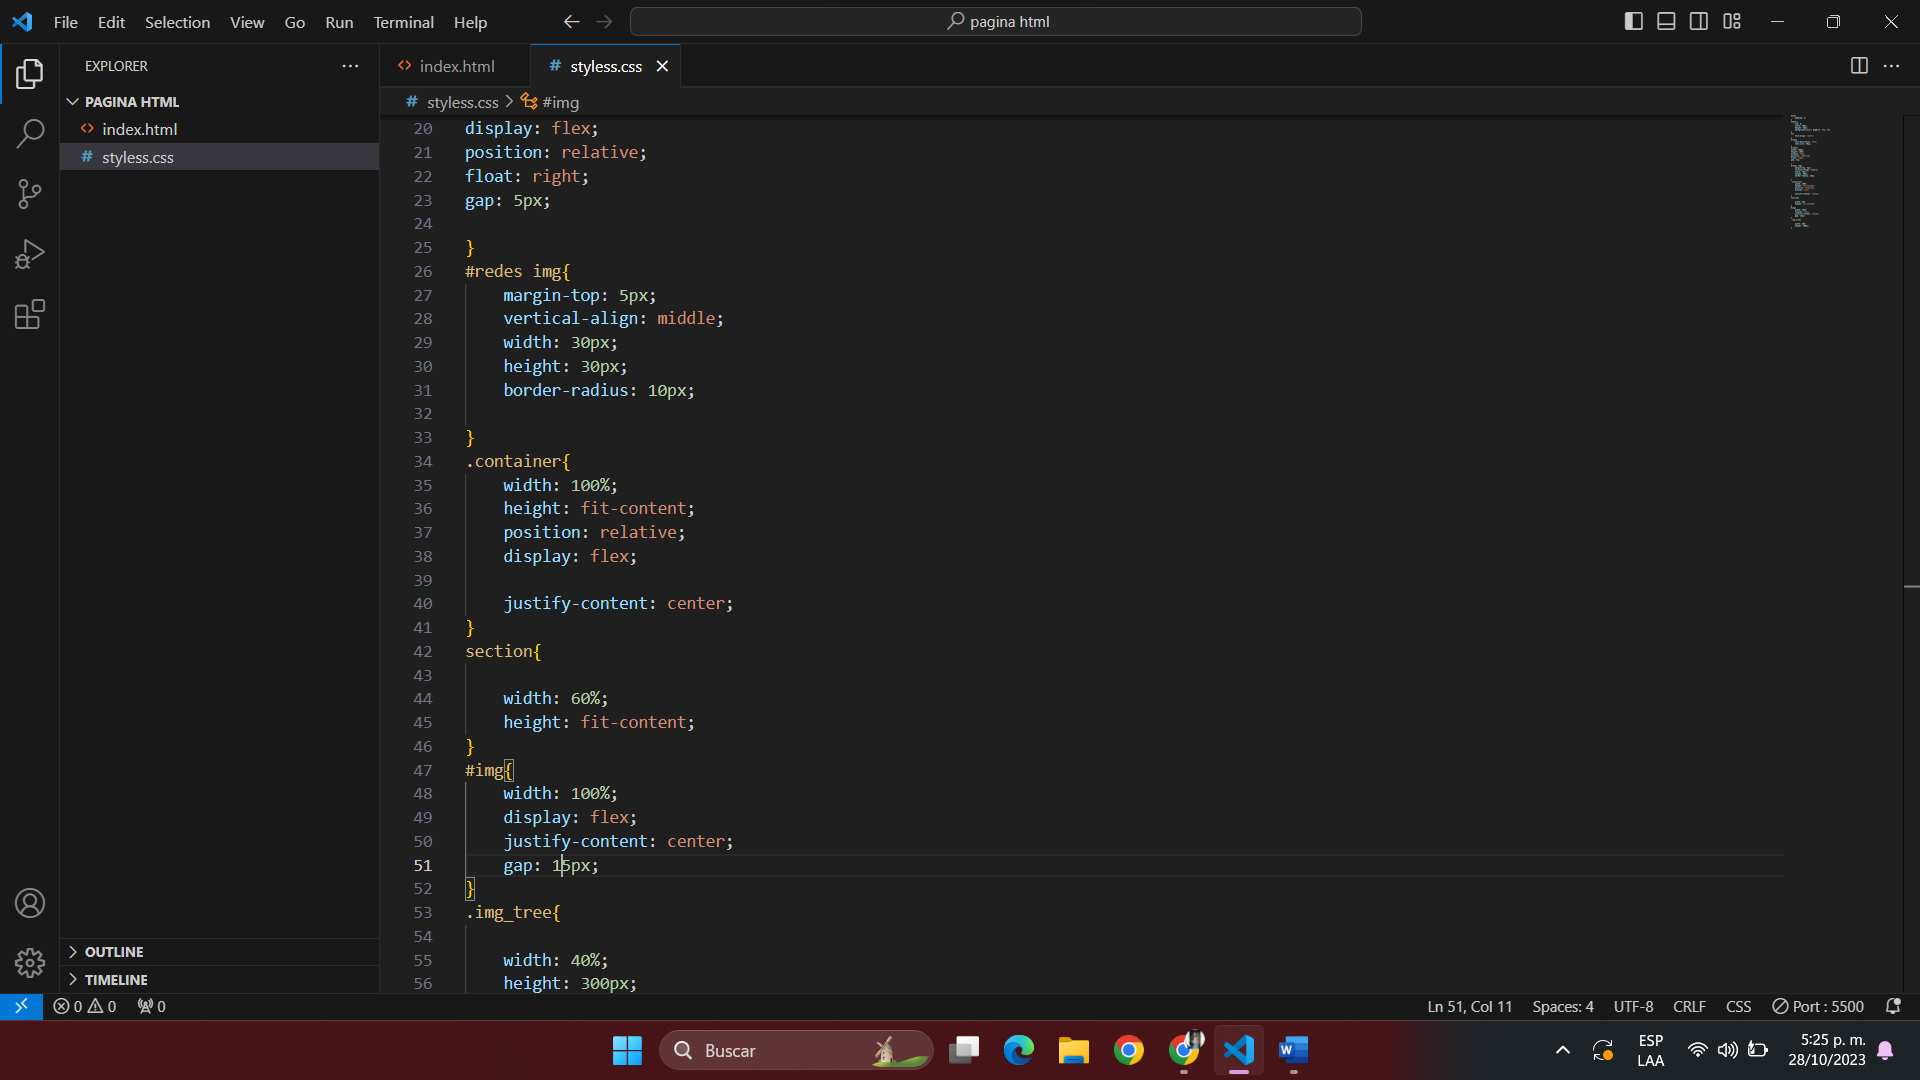 File Edit Selection View Go Run Terminal Help
pagina html
EXPLORER
index.html
styless.css
PAGINA HTML
index.html
styless.css
styless.css > #img
20 display: flex;
21 position: relative;
22 float: right;
23 gap: 5px;
24
25 }
26 #redes img{
27 margin-top: 5px;
28 vertical-align: middle;
29 width: 30px;
30 height: 30px;
31 border-radius: 10px;
32
33 }
34 .container{
35 width: 100%;
36 height: fit-content;
37 position: relative;
38 display: flex;
39
40 justify-content: center;
41 }
42 section{
43
44 width: 60%;
45 height: fit-content;
46 }
47 #img{
48 width: 100%;
49 display: flex;
50 justify-content: center;
51 gap: 15px;
52 }
53 .img_tree{
54
55 width: 40%;
56 height: 300px;
OUTLINE
TIMELINE
0 0 0
Ln 51, Col 11 Spaces: 4 UTF-8 CRLF CSS Port : 5500
Buscar
ESP
LAA
5:25 p. m.
28/10/2023